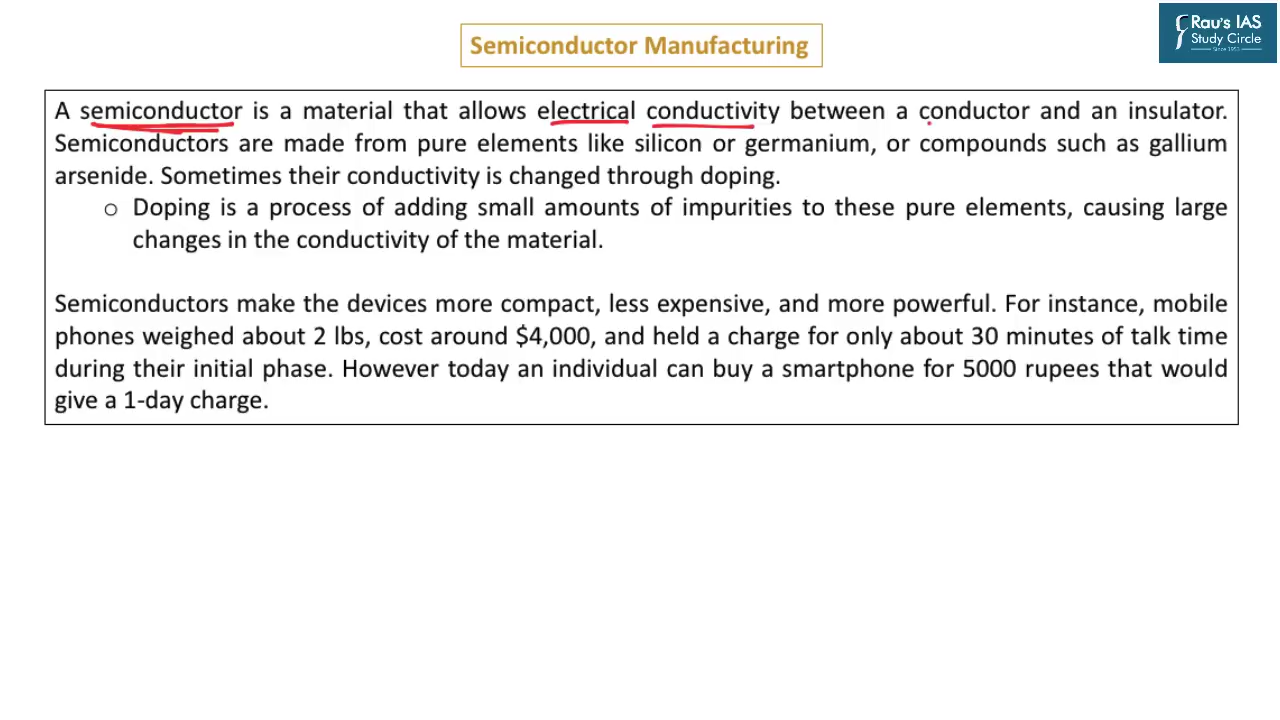 Semiconductor Manufacturing
Rau's IAS
Study Circle
Since 1953
A semiconductor is a material that allows electrical conductivity between a conductor and an insulator.
Semiconductors are made from pure elements like silicon or germanium, or compounds such as gallium
arsenide. Sometimes their conductivity is changed through doping.
o Doping is a process of adding small amounts of impurities to these pure elements, causing large
changes in the conductivity of the material.
Semiconductors make the devices more compact, less expensive, and more powerful. For instance, mobile
phones weighed about 2 lbs, cost around $4,000, and held a charge for only about 30 minutes of talk time
during their initial phase. However today an individual can buy a smartphone for 5000 rupees that would
give a 1-day charge.